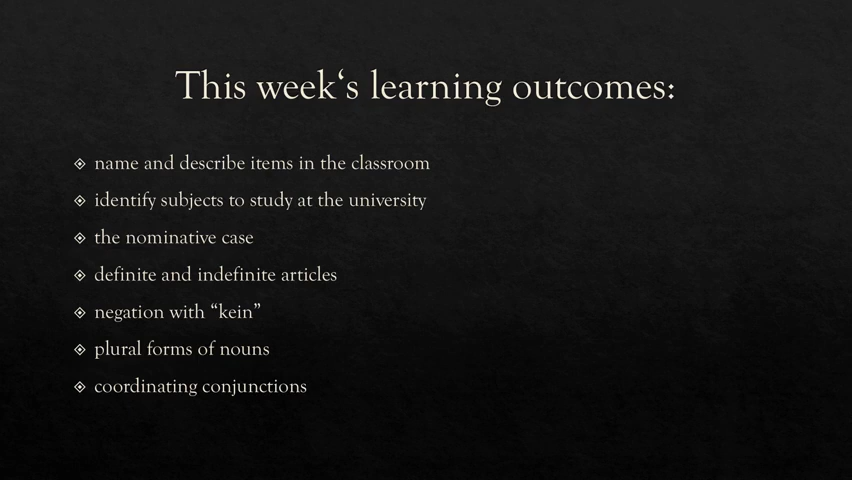 This week‘s learning outcomes:
name and describe items in the classroom
identify subjects to study at the university
the nominative case
definite and indefinite articles
negation with “kein”
plural forms of nouns
coordinating conjunctions